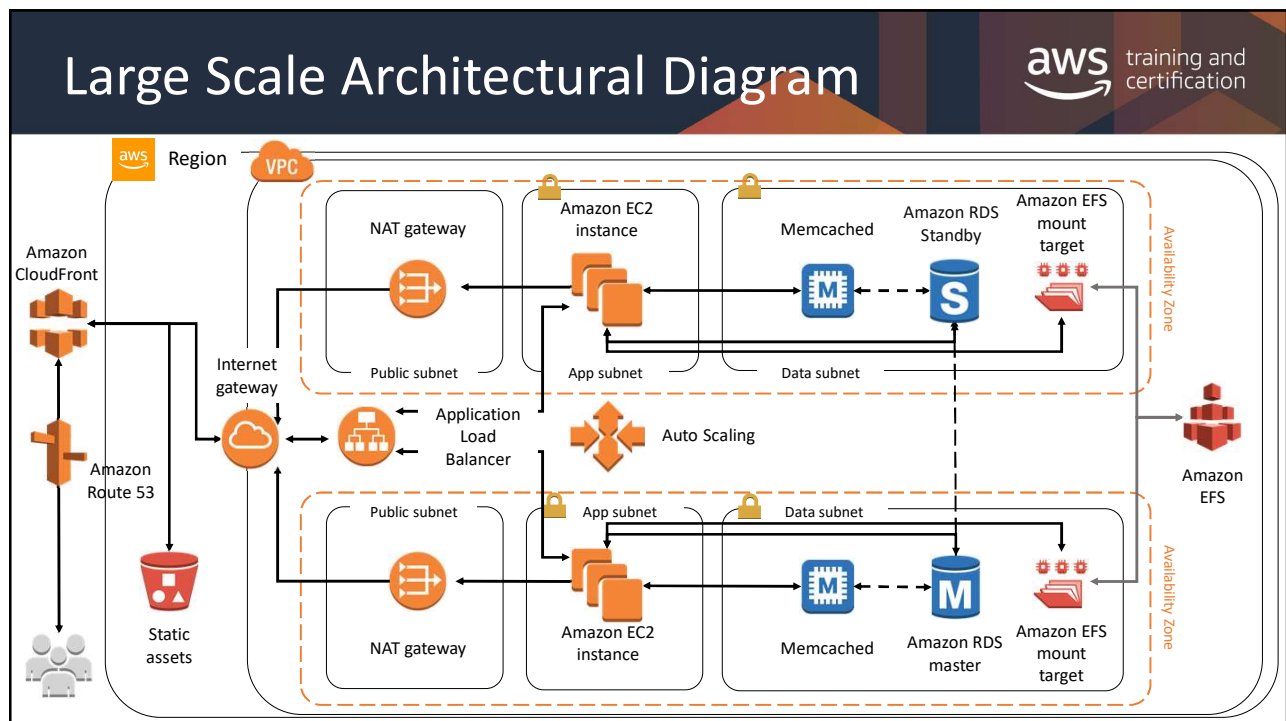 Large Scale Architectural Diagram
aws
training and
certification
aws
Region
VPC
Amazon
CloudFront
Amazon
Route 53
Static
assets
Internet
gateway
NAT gateway
Public subnet
Amazon EC2
instance
App subnet
Memcached
M
Amazon RDS
Standby
S
Amazon EFS
mount
target
Data subnet
Availability Zone
Application
Load
Balancer
Auto Scaling
Amazon
EFS
Public subnet
NAT gateway
App subnet
Amazon EC2
instance
Data subnet
M
Memcached
M
Amazon RDS
master
Amazon EFS
mount
target
Availability Zone